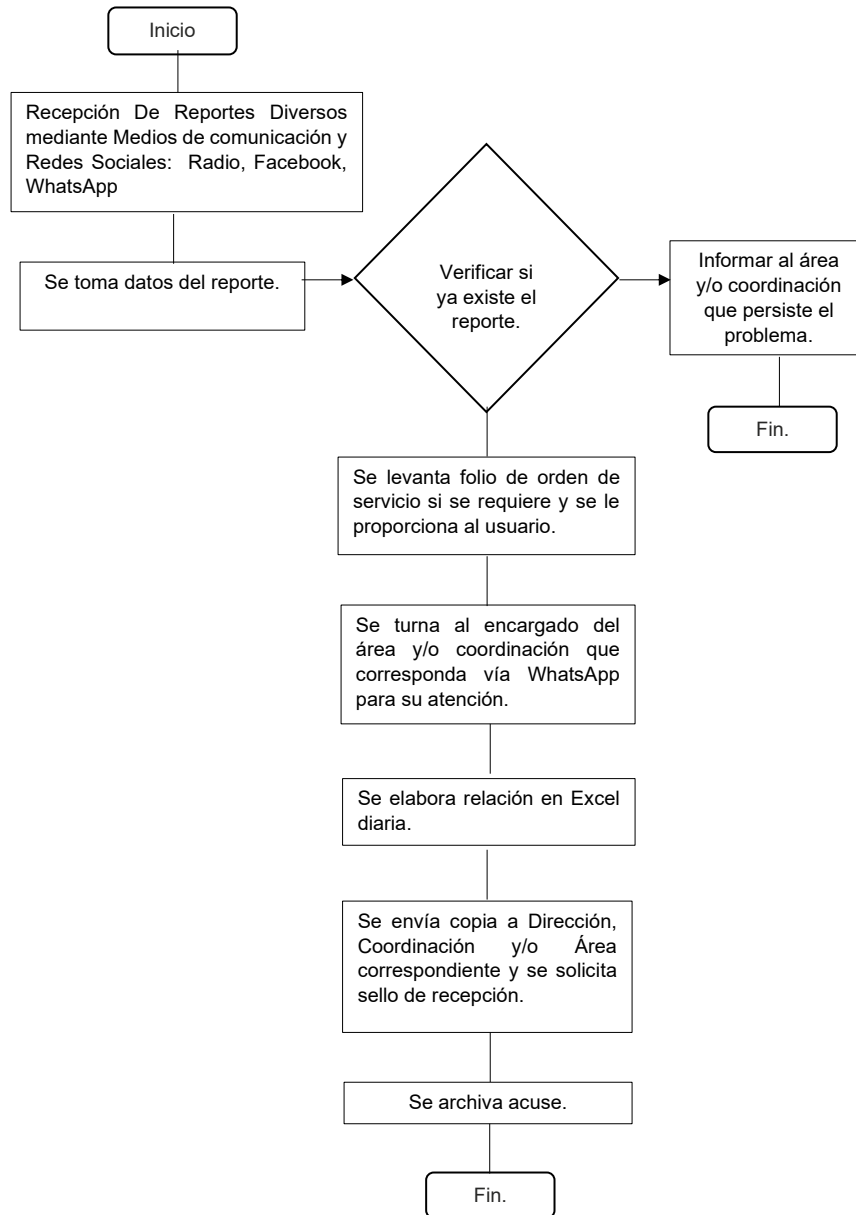 Inicio
Recepción De Reportes Diversos
mediante Medios de comunicación y
Redes Sociales: Radio, Facebook,
WhatsApp
Se toma datos del reporte.
Verificar si
ya existe el
reporte.
Informar al área
y/o coordinación
que persiste el
problema.
Fin.
Se levanta folio de orden de
servicio si se requiere y se le
proporciona al usuario.
Se turna al encargado del
área y/o coordinación que
corresponda vía WhatsApp
para su atención.
Se elabora relación en Excel
diaria.
Se envía copia a Dirección,
Coordinación y/o Área
correspondiente y se solicita
sello de recepción.
Se archiva acuse.
Fin.